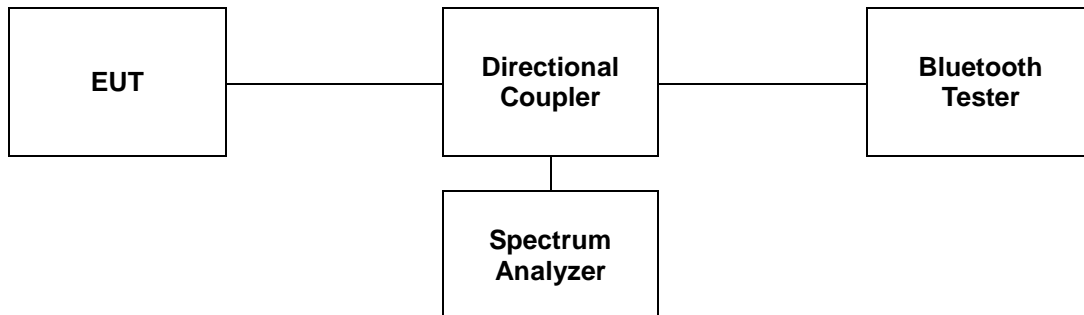 EUT
Directional
Coupler
Bluetooth
Tester
Spectrum
Analyzer